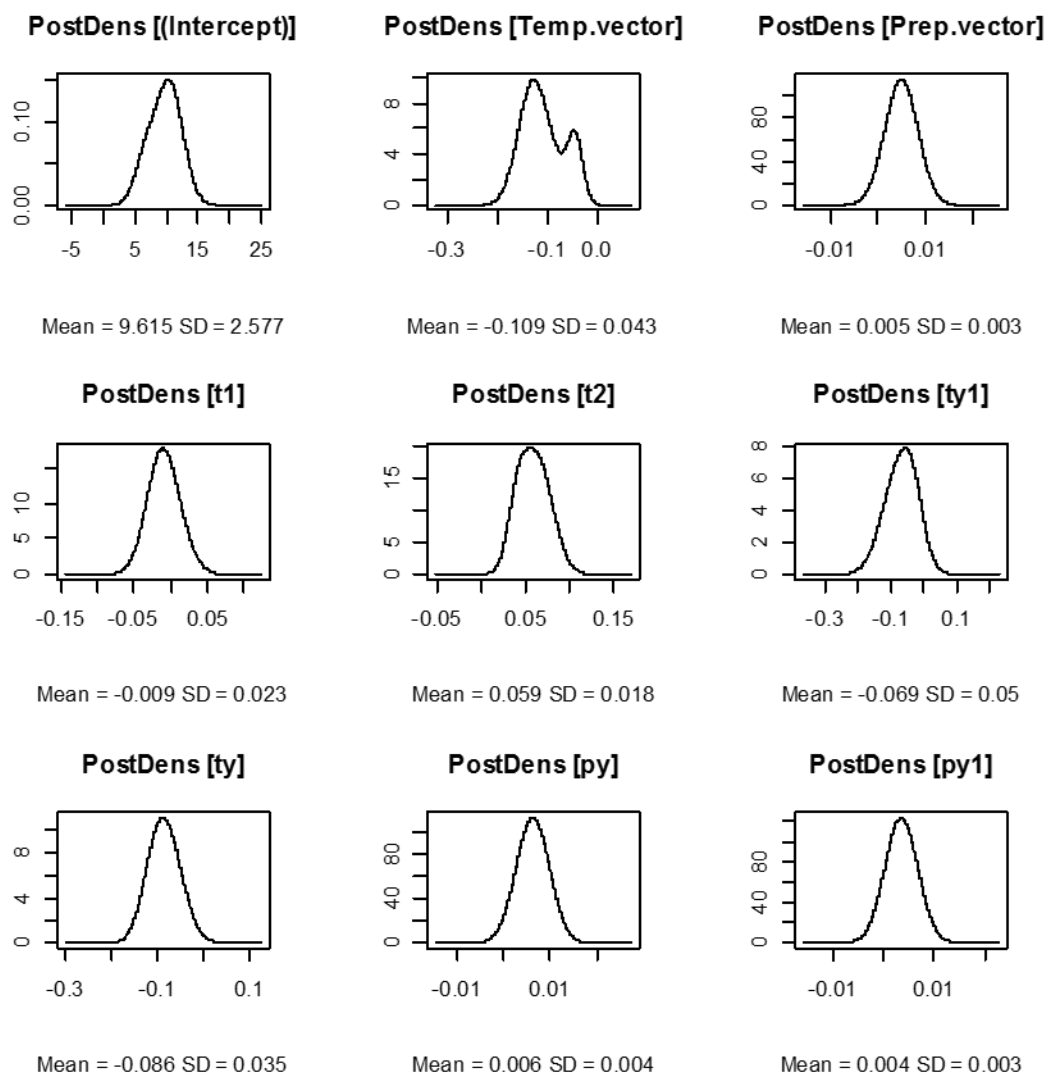 PostDens [(Intercept)]
PostDens [Temp.vector]
PostDens [Prep.vector]
0.00 0.10
-5 5 15 25
0 4 8
-0.3 -0.1 0.0
0 40 80
-0.01 0.01
Mean = 9.615 SD = 2.577
Mean = -0.109 SD = 0.043
Mean = 0.005 SD = 0.003
PostDens [t1]
PostDens [t2]
PostDens [ty1]
0 5 10
-0.15 -0.05 0.05
0 5 15
-0.05 0.05 0.15
0 2 4 6 8
-0.3 -0.1 0.1
Mean = -0.009 SD = 0.023
Mean = 0.059 SD = 0.018
Mean = -0.069 SD = 0.05
PostDens [ty]
PostDens [py]
PostDens [py1]
0 4 8
-0.3 -0.1 0.1
0 40 80
-0.01 0.01
0 40 80
-0.01 0.01
Mean = -0.086 SD = 0.035
Mean = 0.006 SD = 0.004
Mean = 0.004 SD = 0.003